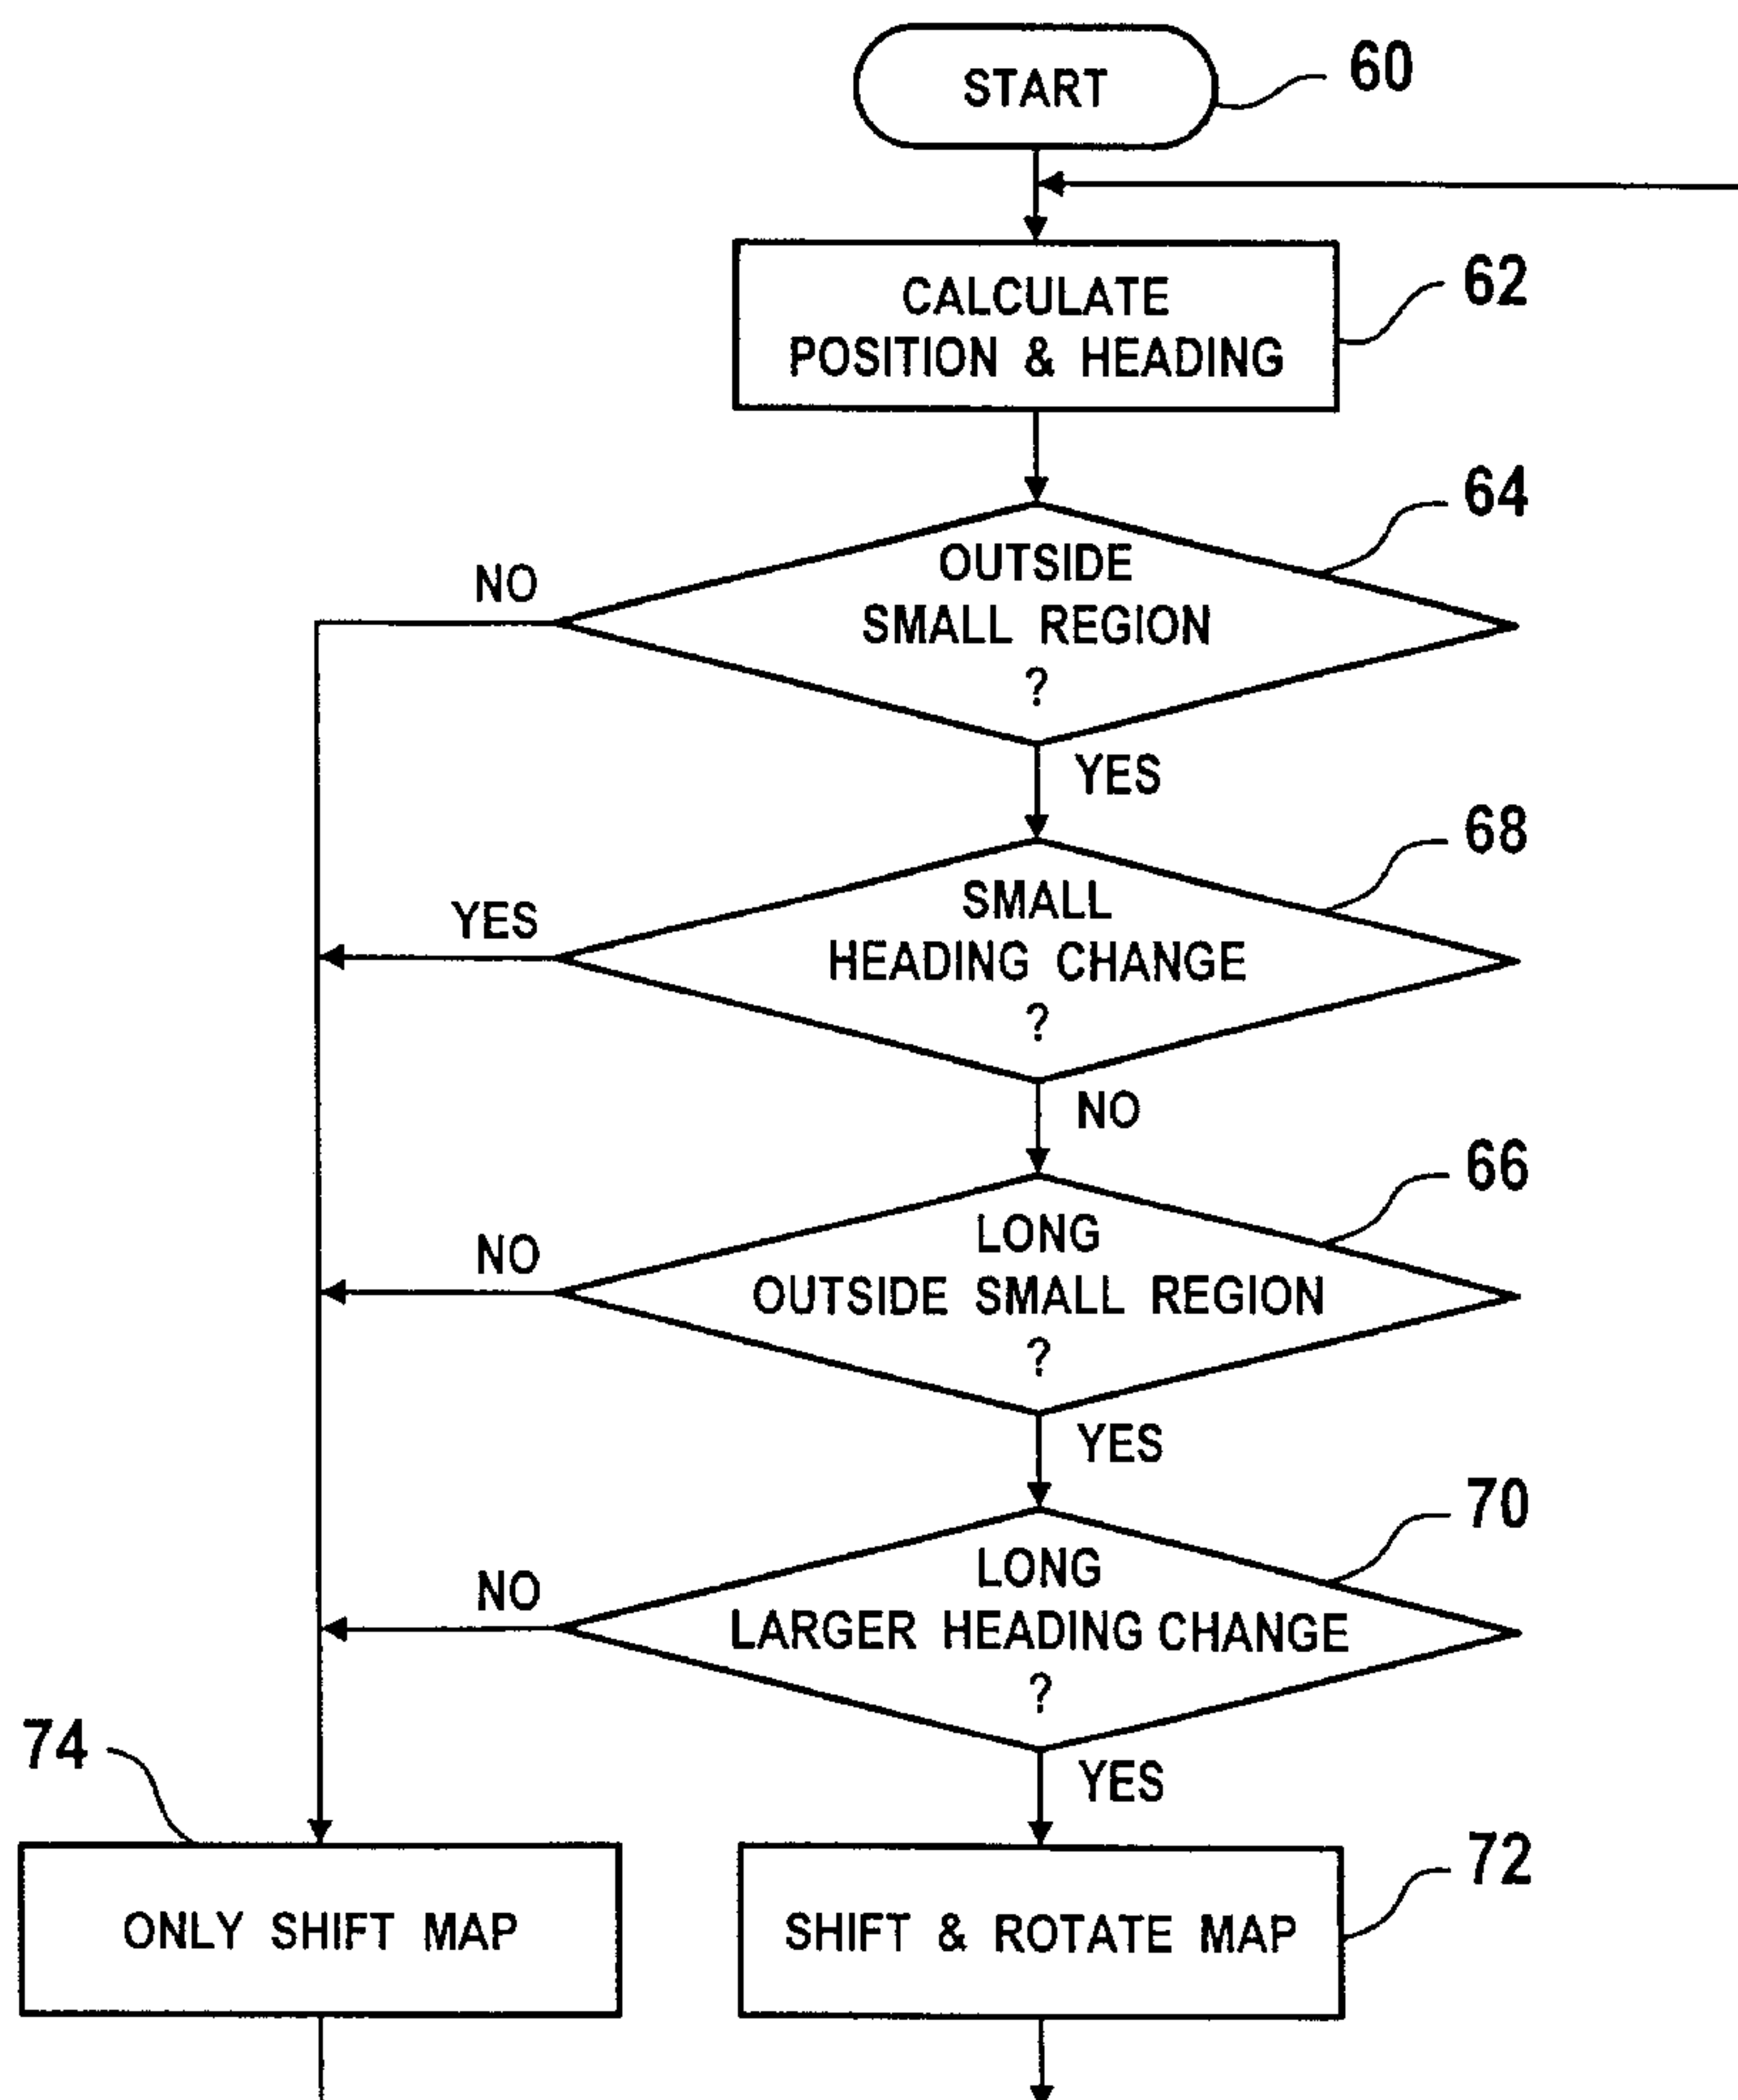 START
60
CALCULATE
POSITION & HEADING
62
64
OUTSIDE
SMALL REGION
?
NO
YES
68
SMALL
HEADING CHANGE
?
YES
NO
66
LONG
OUTSIDE SMALL REGION
?
NO
YES
70
LONG
LARGER HEADING CHANGE
?
NO
YES
74
ONLY SHIFT MAP
72
SHIFT & ROTATE MAP